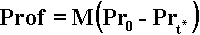 Prof = M(Pr₀ - Prₜ*)